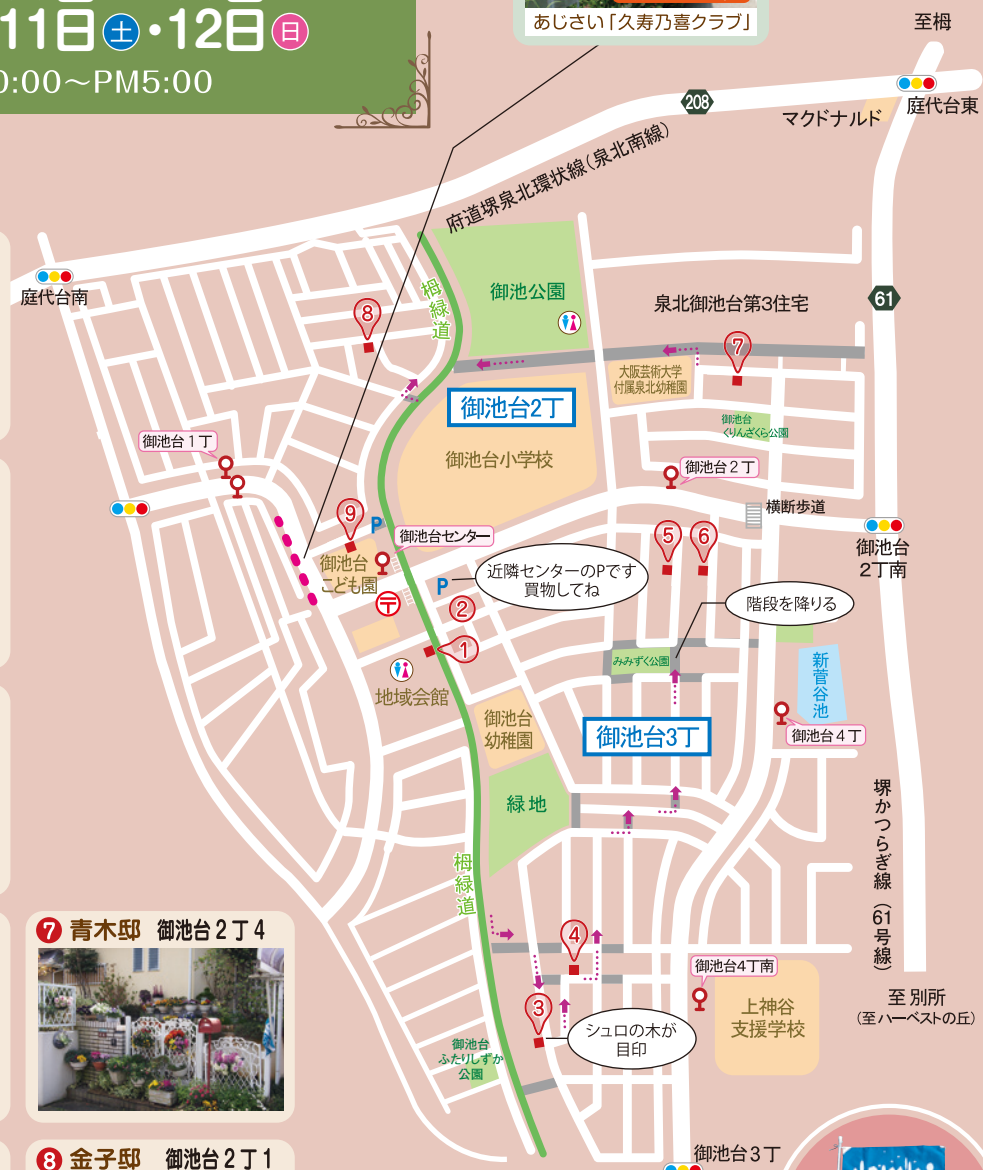 11日 土・12日 日
0:00〜PM5:00
あじさい「久寿乃喜クラブ」
至栂
庭代台東
マクドナルド
208
府道堺泉北環状線(泉北南線)
庭代台南
栂緑道
御池公園
泉北御池台第3住宅
61
8
7
大阪芸術大学
付属泉北幼稚園
御池台2丁
御池台
くりんざくら公園
御池台小学校
御池台1丁
御池台2丁
横断歩道
9
P
御池台センター
5
6
御池台
2丁南
御池台
こども園
近隣センターのPです
買物してね
P
〒
2
階段を降りる
1
みみずく公園
新菅谷池
地域会館
御池台
幼稚園
御池台3丁
御池台4丁
緑地
堺かつらぎ線(61号線)
栂緑道
7 青木邸 御池台2丁4
4
御池台4丁南
至 別所
(至ハーベストの丘)
3
上神谷
支援学校
シュロの木が
目印
御池台
ふたりしずか
公園
8 金子邸 御池台2丁1
御池台3丁